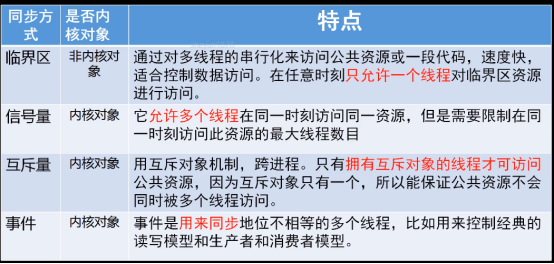 同步方式
是否内核对象
特点
临界区
非内核对象
通过对多线程的串行化来访问公共资源或一段代码，速度快，
适合控制数据访问。在任意时刻只允许一个线程对临界区资源
进行访问。
信号量
内核对象
它允许多个线程在同一时刻访问同一资源，但是需要限制在同
一时刻访问此资源的最大线程数目
互斥量
内核对象
用互斥对象机制，跨进程。只有拥有互斥对象的线程才可访问
公共资源，因为互斥对象只有一个，所以能保证公共资源不会
同时被多个线程访问。
事件
内核对象
事件是用来同步地位不相等的多个线程，比如用来控制经典的
读写模型和生产者和消费者模型。